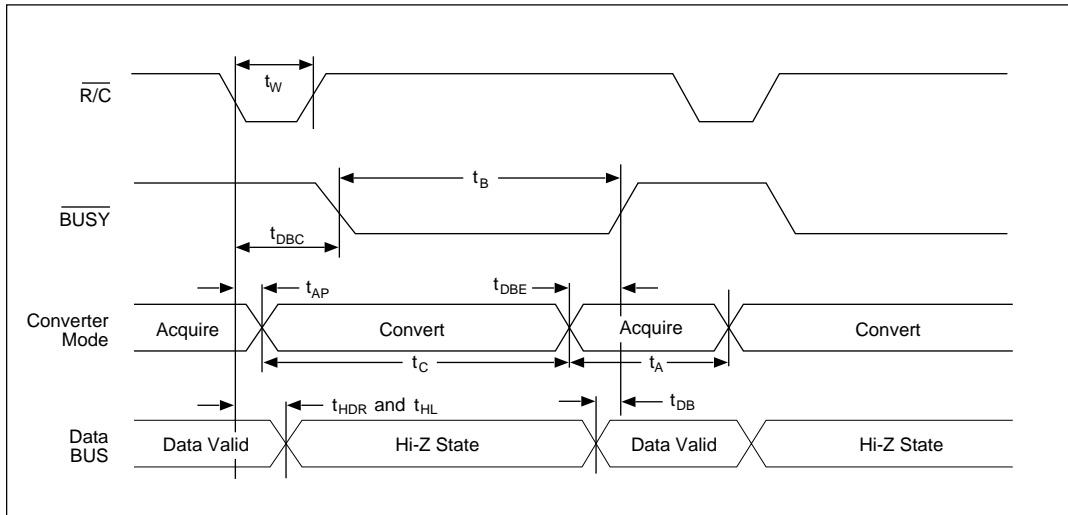 R/C
t_W
BUSY
t_B
t_DBC
t_AP
t_DBE
Converter
Mode
Acquire
Convert
Acquire
Convert
t_C
t_A
t_HDR and t_HL
t_DB
Data
BUS
Data Valid
Hi-Z State
Data Valid
Hi-Z State